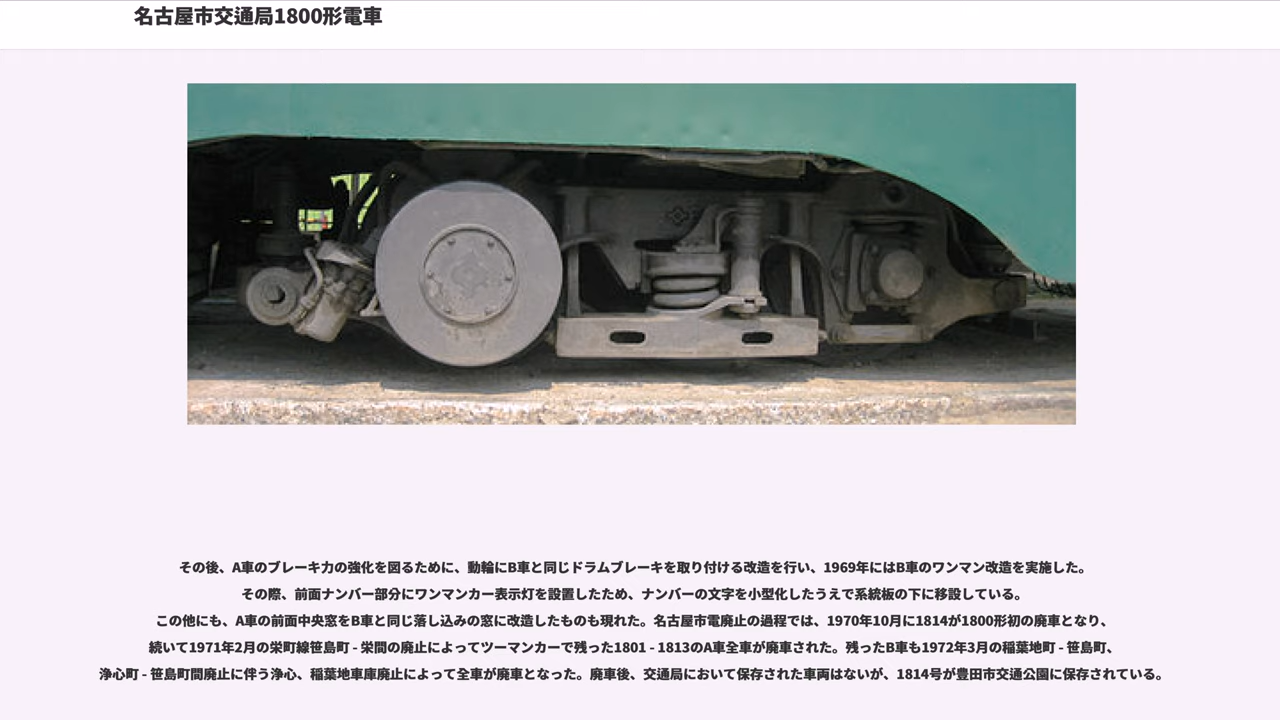 名古屋市交通局1800形電車
その後、A車のブレーキ力の強化を図るために、動輪にB車と同じドラムブレーキを取り付ける改造を行い、1969年にはB車のワンマン改造を実施した。
その際、前面ナンバー部分にワンマンカー表示灯を設置したため、ナンバーの文字を小型化したうえで系統板の下に移設している。
この他にも、A車の前面中央窓をB車と同じ落し込みの窓に改造したものも現れた。名古屋市電廃止の過程では、1970年10月に1814が1800形初の廃車となり、
続いて1971年2月の栄町線笹島町 - 栄間の廃止によってツーマンカーで残った1801 - 1813のA車全車が廃車された。残ったB車も1972年3月の稲葉地町 - 笹島町、
浄心町 - 笹島町間廃止に伴う浄心、稲葉地車庫廃止によって全車が廃車となった。廃車後、交通局において保存された車両はないが、1814号が豊田市交通公園に保存されている。